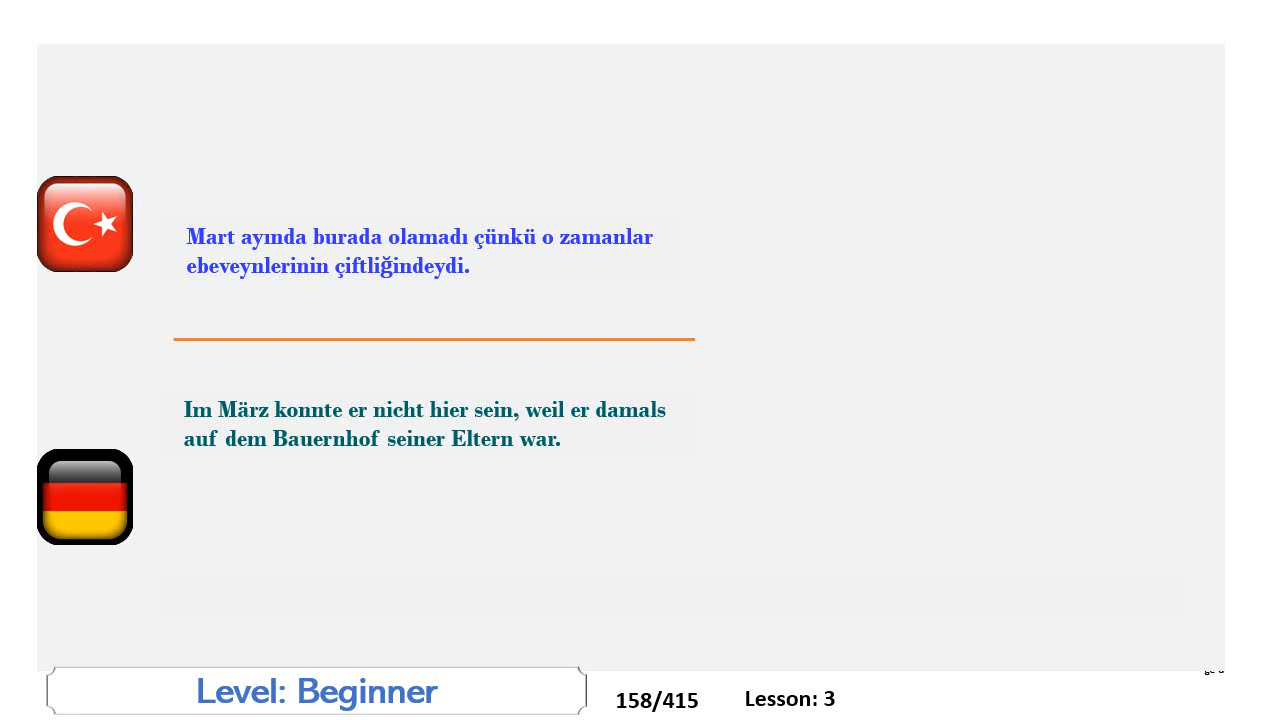 Mart ayında burada olamadı çünkü o zamanlar
ebeveynlerinin çiftliğindeydi.
Im März konnte er nicht hier sein, weil er damals
auf dem Bauernhof seiner Eltern war.
Level: Beginner
158/415
Lesson: 3